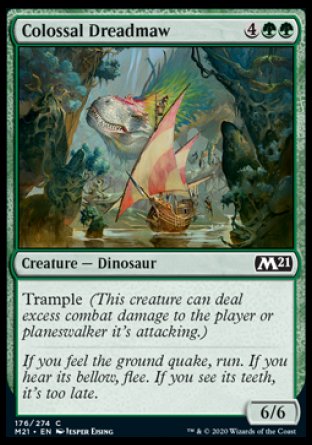 Colossal Dreadmaw 4
Creature — Dinosaur M21
Trample (This creature can deal
excess combat damage to the player or
planeswalker it's attacking.)
If you feel the ground quake, run. If you
hear its bellow, flee. If you see its teeth,
it's too late.
6/6
176/274 C
M21 • EN Jesper Ejsing ™ & © 2020 Wizards of the Coast